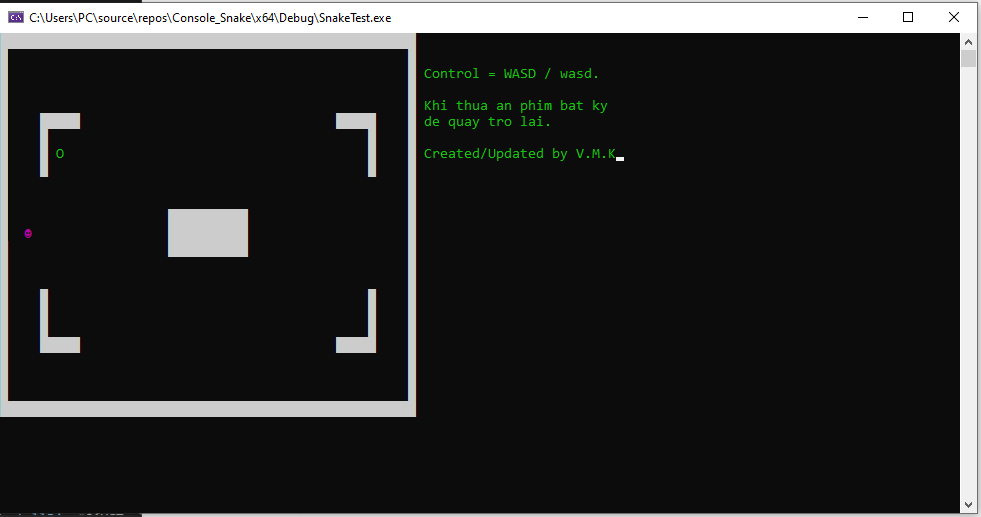 C:\Users\PC\source\repos\Console_Snake\x64\Debug\SnakeTest.exe
Control = WASD / wasd.
Khi thua an phim bat ky
de quay tro lai.
O
Created/Updated by V.M.K